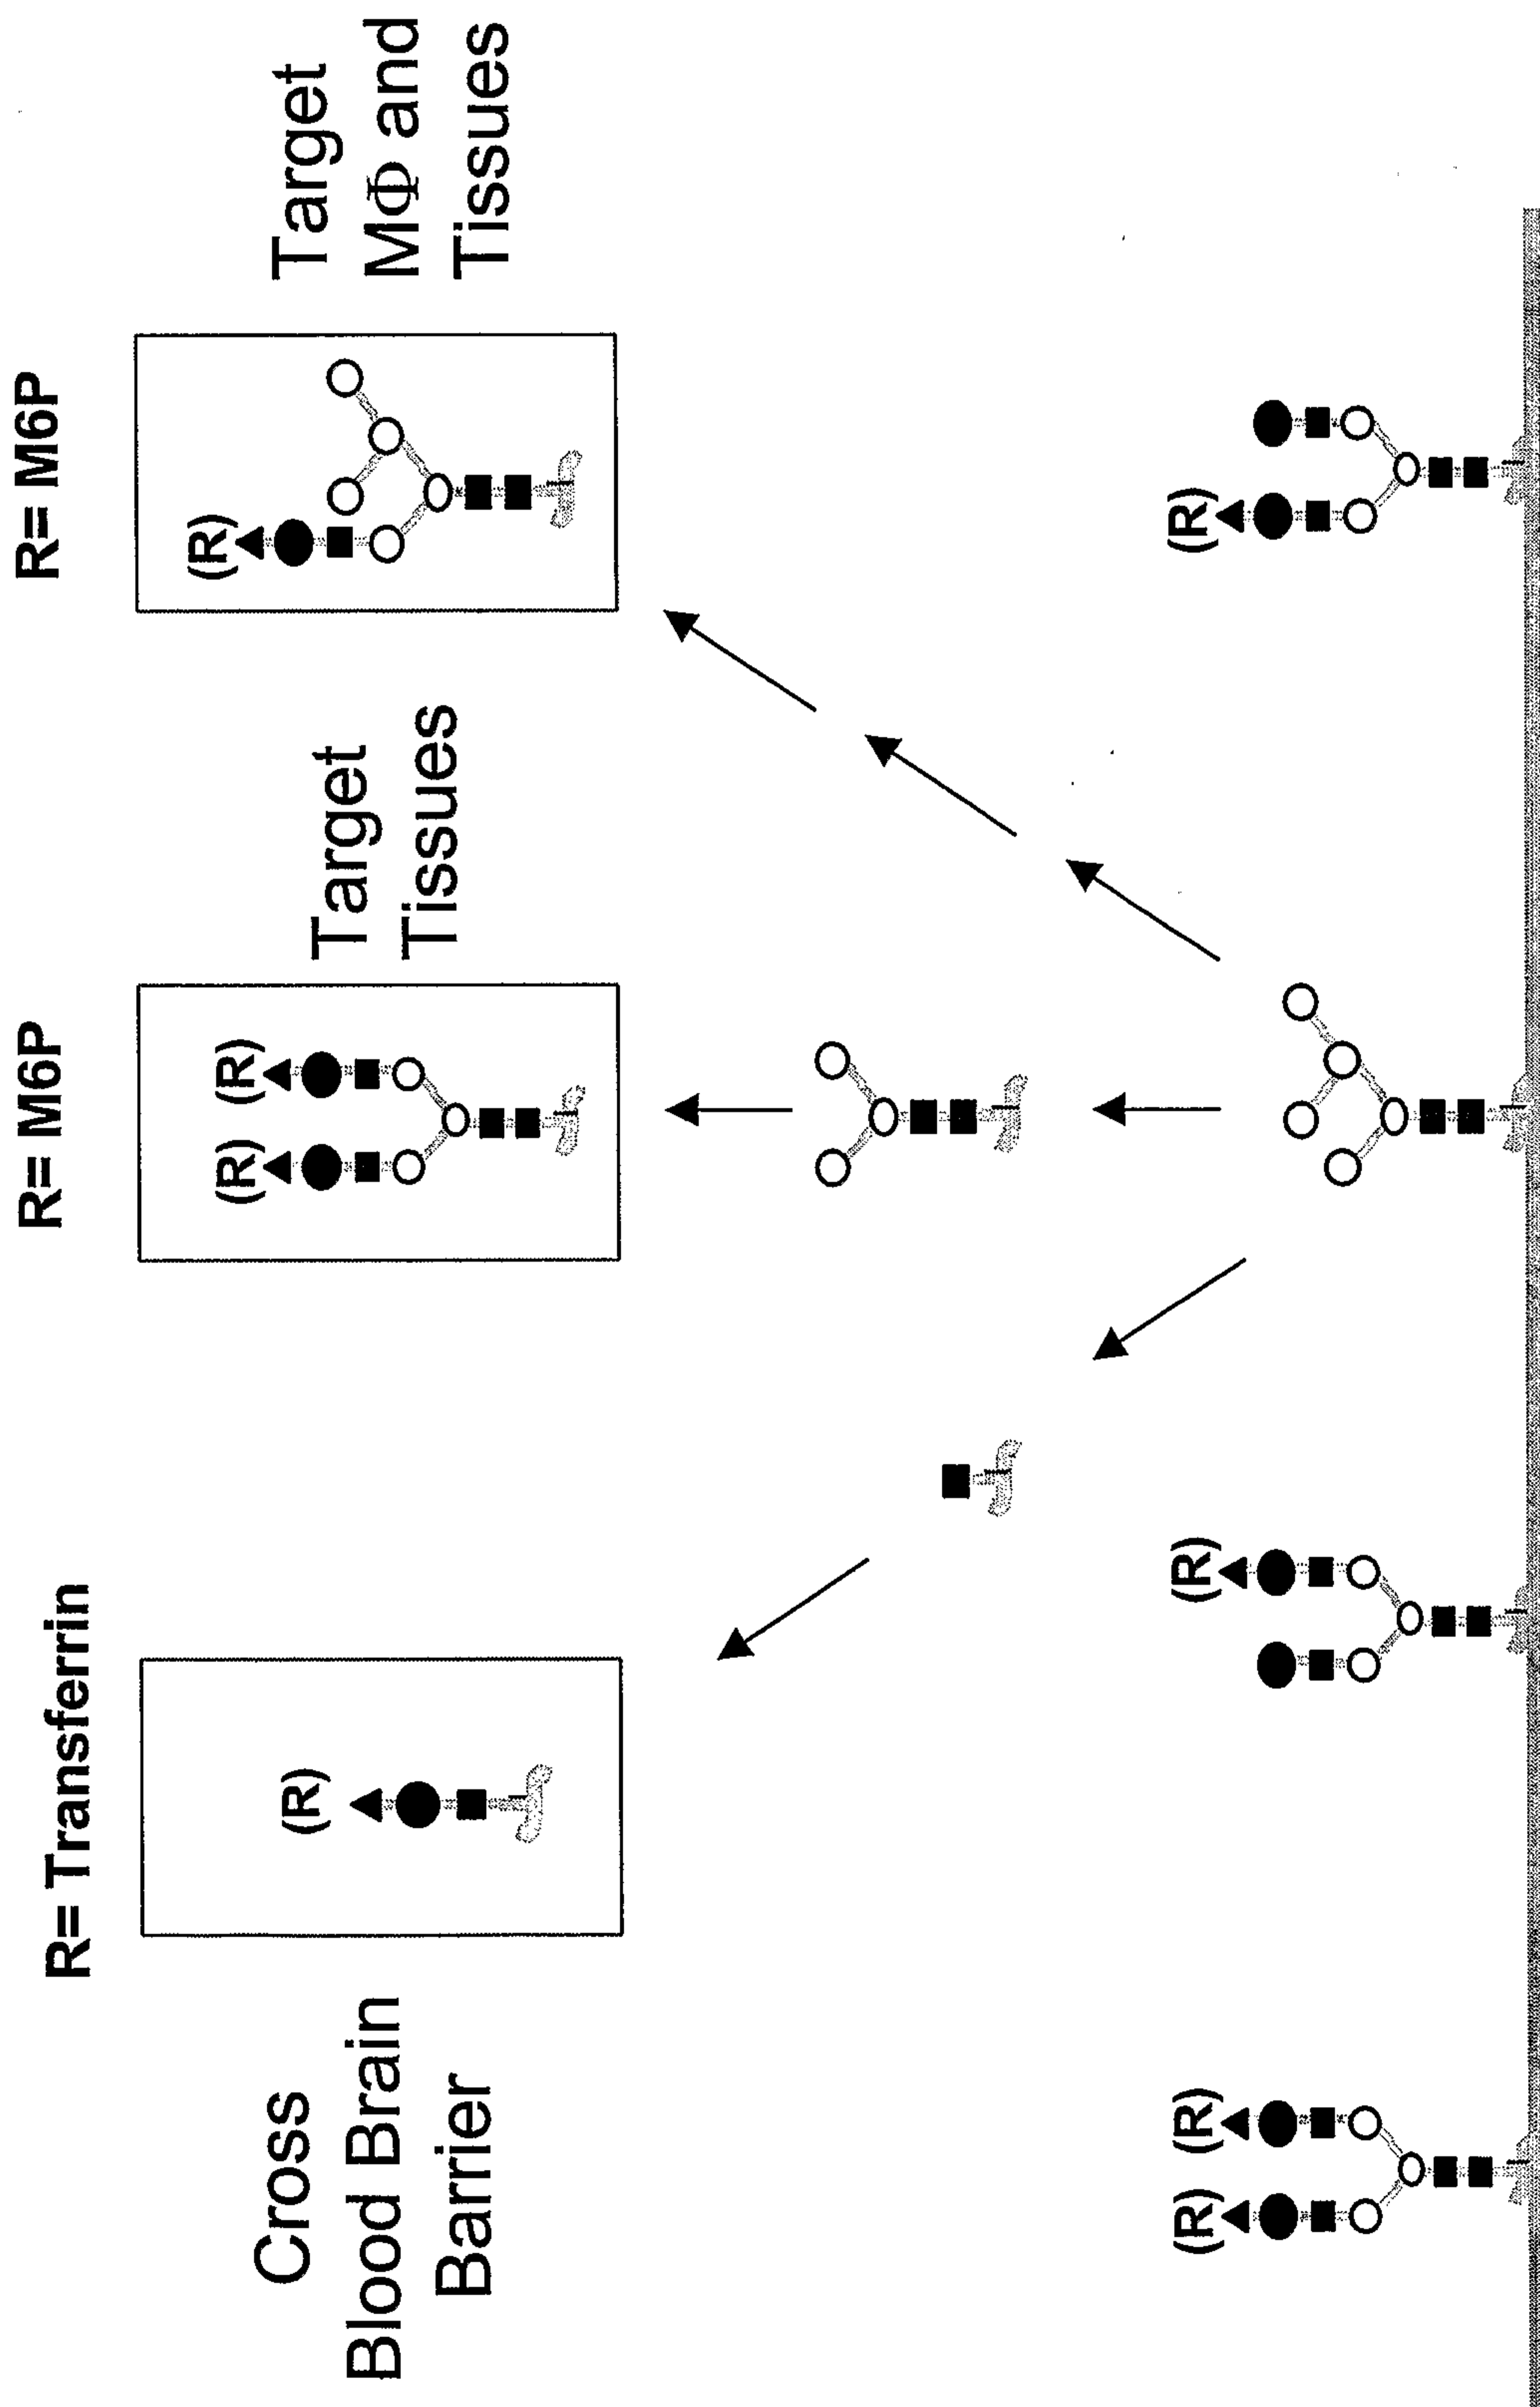 R= Transferrin
R= M6P
R= M6P
Cross
Blood Brain
Barrier
(R)
(R)
(R)
Target
Tissues
(R)
Target
MΦ and
Tissues
(R)
(R)
(R)
(R)